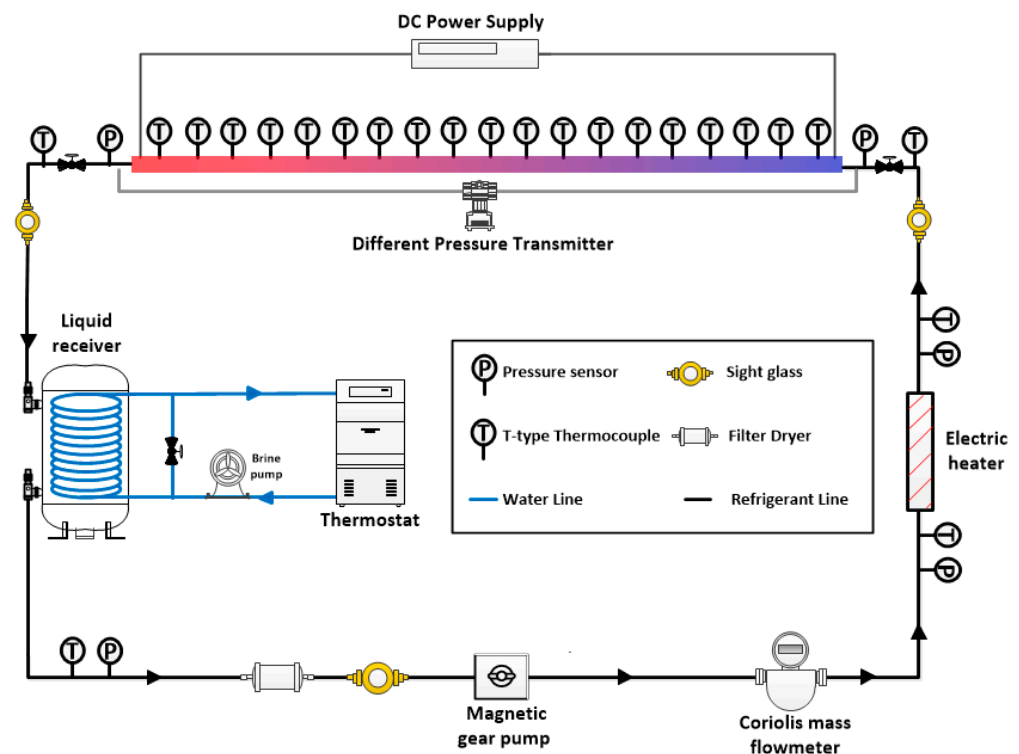 DC Power Supply
T P T T T T T T T T T T T T T T T T T T T P T
Different Pressure Transmitter
Liquid
receiver
T
P
P Pressure sensor
Sight glass
T T-type Thermocouple
Filter Dryer
Water Line
Refrigerant Line
Brine
pump
Thermostat
Electric
heater
T
P
T P
Magnetic
gear pump
Coriolis mass
flowmeter